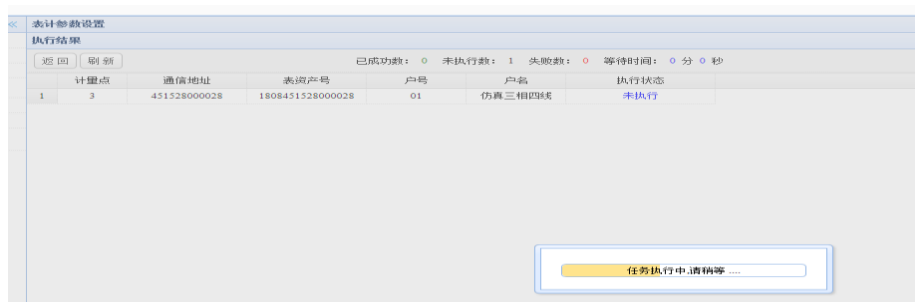 表计参数设置
执行结果
返 回 刷 新 已成功数: 0 未执行数: 1 失败数: 0 等待时间: 0 分 0 秒
计量点 通信地址 表资产号 户号 户名 执行状态
1 3 451528000028 1808451528000028 01 仿真三相四线 未执行
任务执行中,请稍等 ....